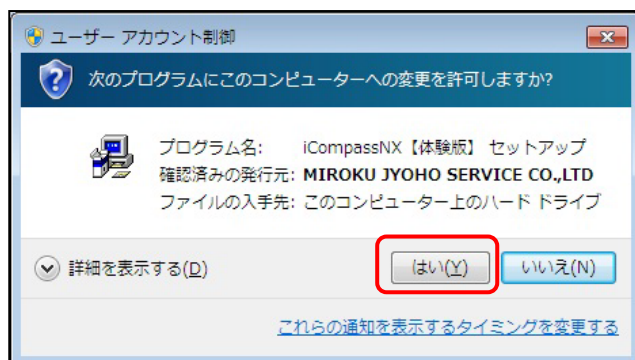 ユーザー アカウント制御
次のプログラムにこのコンピューターへの変更を許可しますか?
プログラム名: iCompassNX【体験版】 セットアップ
確認済みの発行元: MIROKU JYOHO SERVICE CO.,LTD
ファイルの入手先: このコンピューター上のハード ドライブ
詳細を表示する(D)
はい(Y)
いいえ(N)
これらの通知を表示するタイミングを変更する